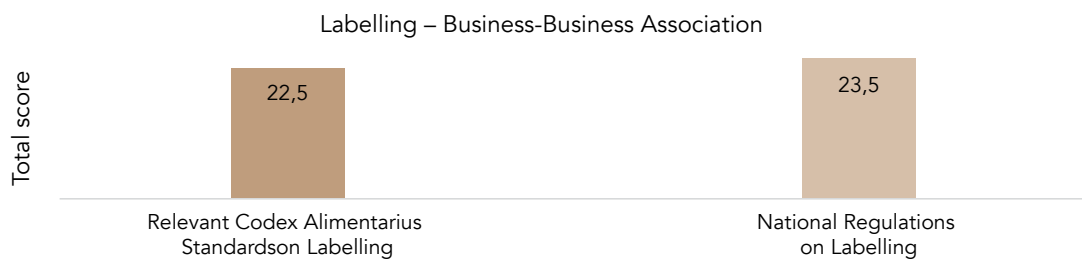 Labelling – Business-Business Association
Total score
22,5
23,5
Relevant Codex Alimentarius
Standardson Labelling
National Regulations
on Labelling